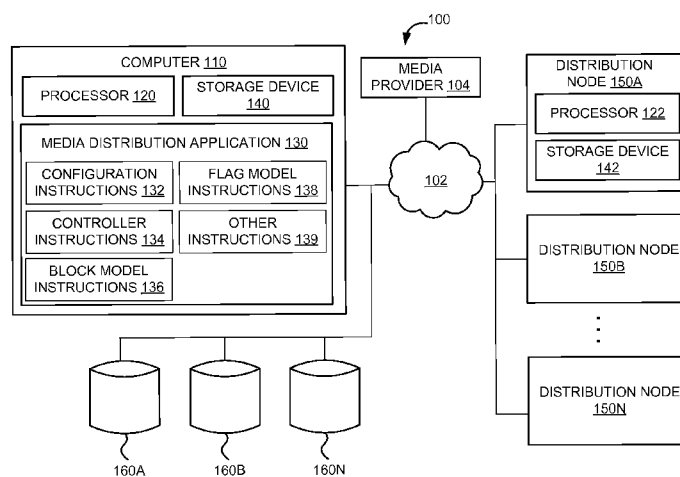 100
COMPUTER 110
PROCESSOR 120
STORAGE DEVICE
140
MEDIA DISTRIBUTION APPLICATION 130
CONFIGURATION
INSTRUCTIONS 132
FLAG MODEL
INSTRUCTIONS 138
CONTROLLER
INSTRUCTIONS 134
OTHER
INSTRUCTIONS 139
BLOCK MODEL
INSTRUCTIONS 136
MEDIA
PROVIDER 104
102
DISTRIBUTION
NODE 150A
PROCESSOR 122
STORAGE DEVICE
142
DISTRIBUTION NODE
150B
DISTRIBUTION NODE
150N
160A
160B
160N